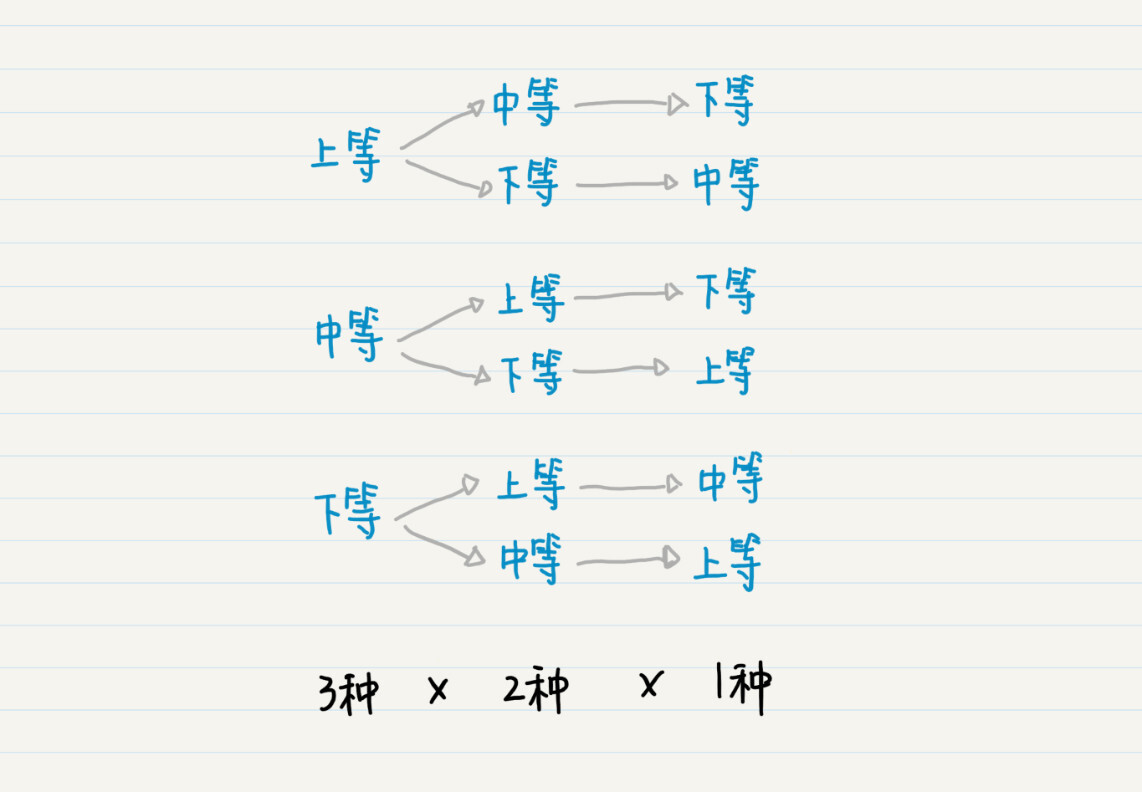 中等 下等
上等
下等 中等
上等 下等
中等
下等 上等
上等 中等
下等
中等 上等
3种 x 2种 x 1种